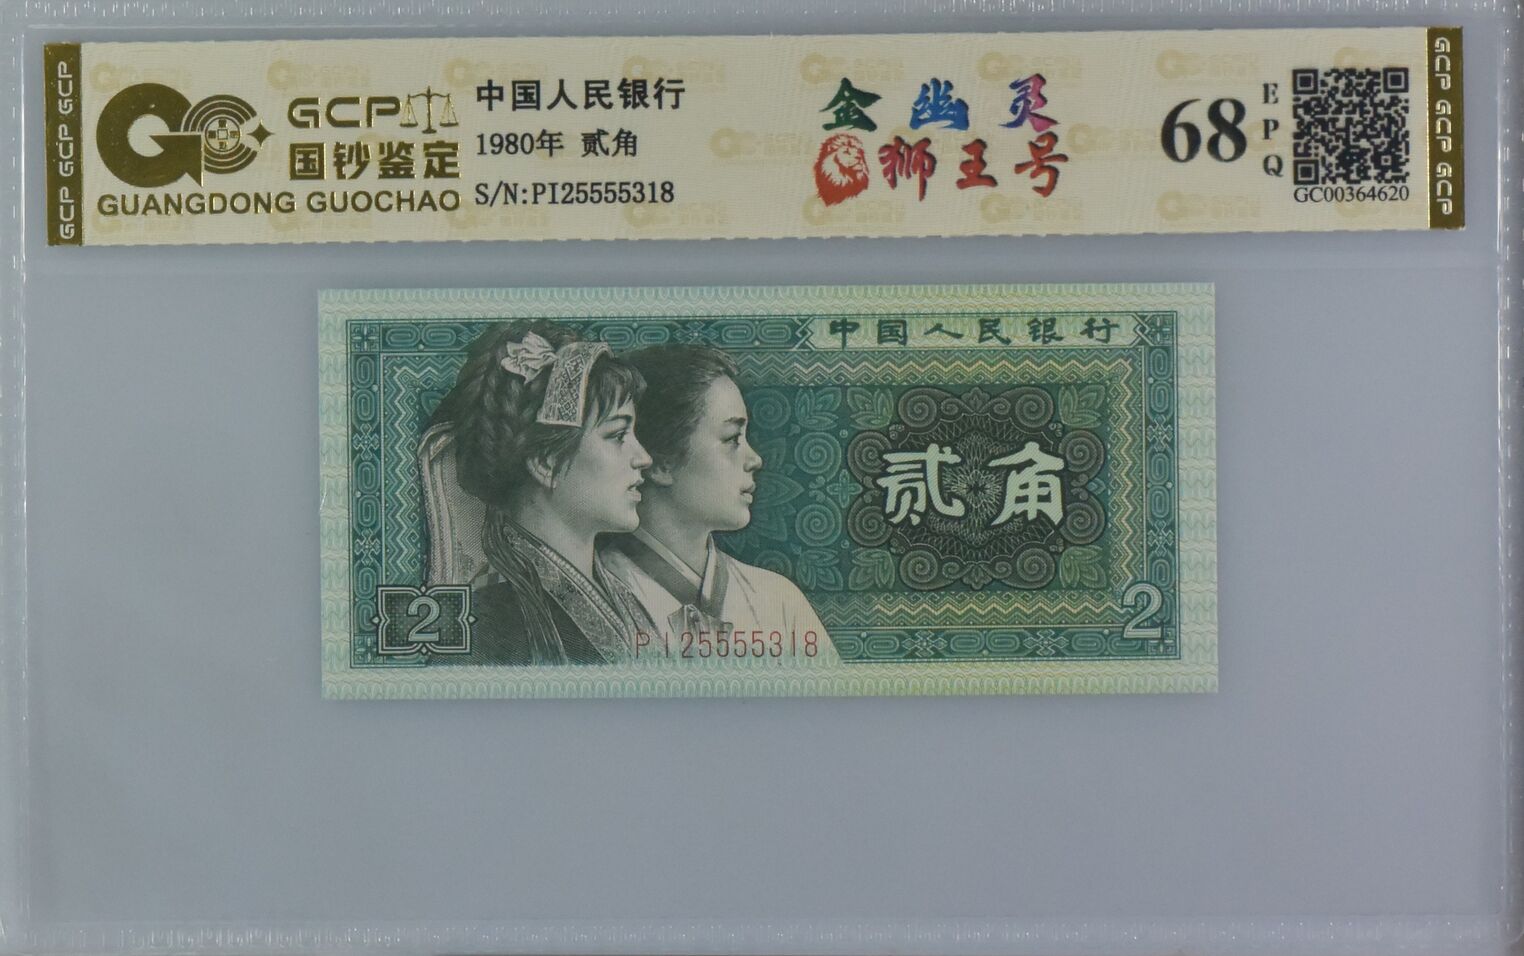 GCP GCP GCP
GCP
国钞鉴定
GUANGDONG GUOCHAO
中国人民银行
1980年 贰角
S/N:PI25555318
金 幽 灵
狮王号
68
EPQ
GC00364620
GCP GCP GCP
中国人民银行
贰角
2
PI25555318
2